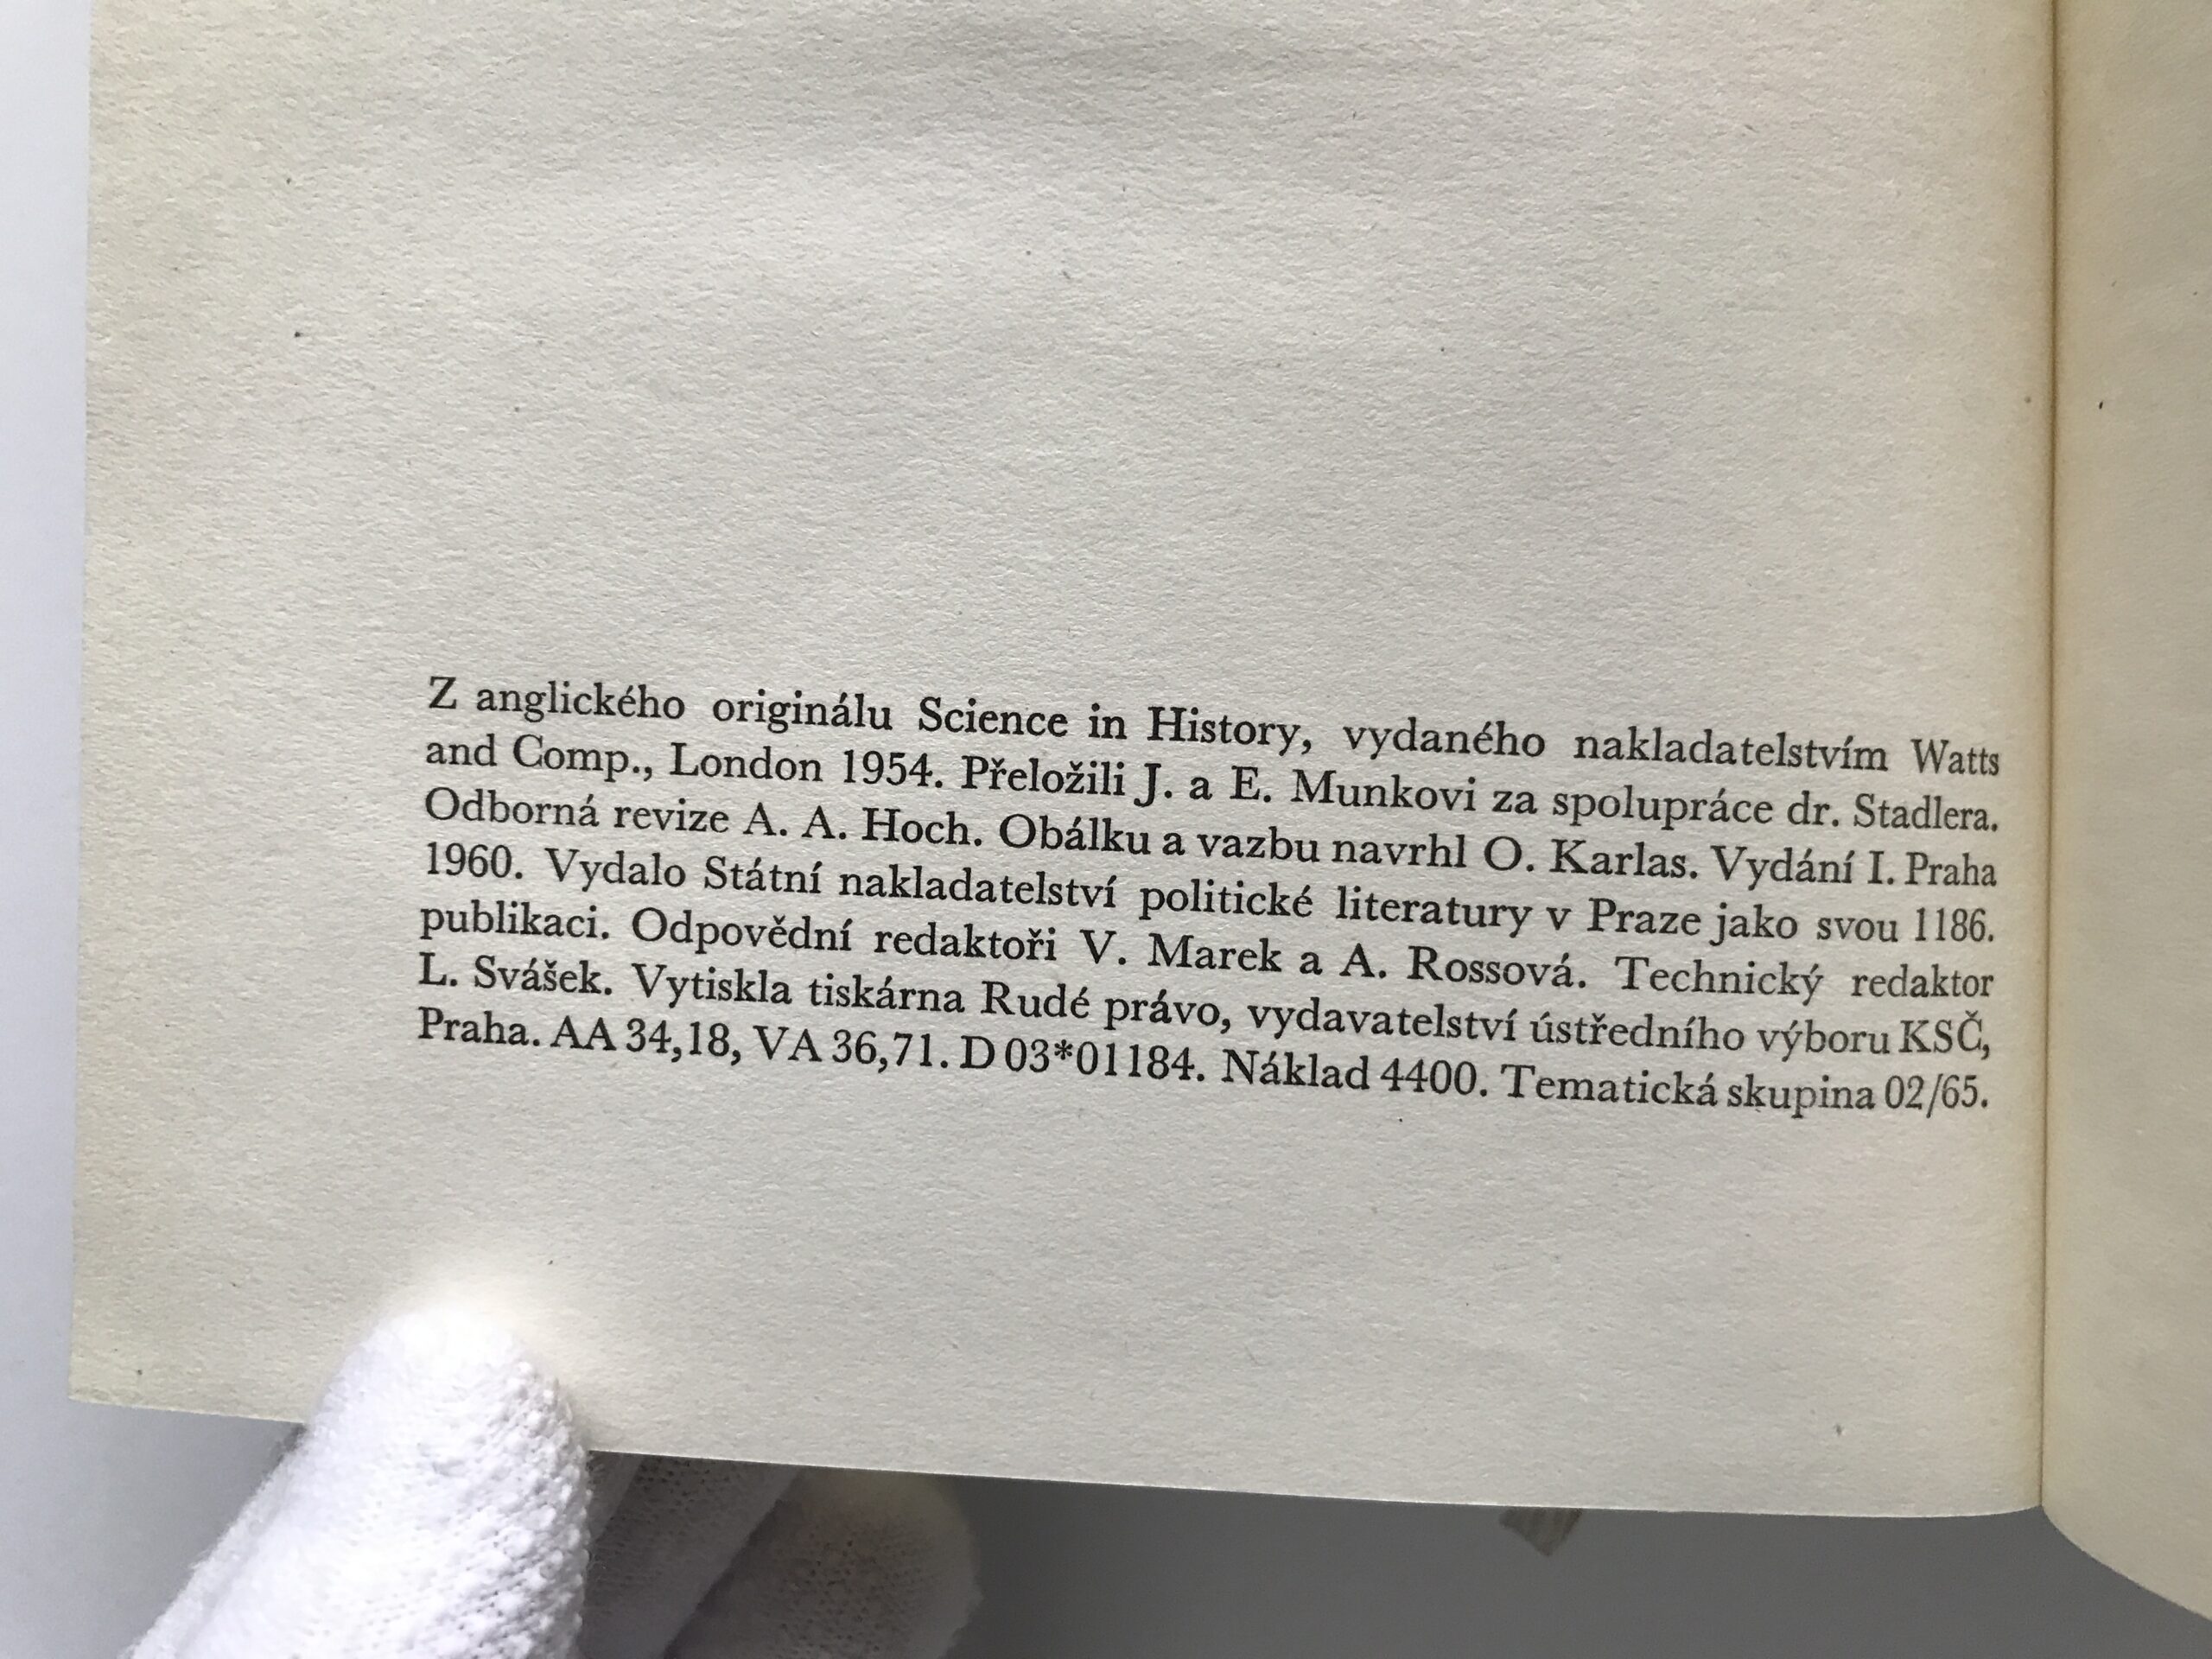 Z anglického originálu Science in History, vydaného nakladatelstvím Watts
and Comp., London 1954. Přeložili J. a E. Munkovi za spolupráce dr. Stadlera.
Odborná revize A. A. Hoch. Obálku a vazbu navrhl O. Karlas. Vydání I. Praha
1960. Vydalo Státní nakladatelství politické literatury v Praze jako svou 1186.
publikaci. Odpovědní redaktoři V. Marek a A. Rossová. Technický redaktor
L. Svášek. Vytiskla tiskárna Rudé právo, vydavatelství ústředního výboru KSČ,
Praha. AA 34,18, VA 36,71. D 03*01184. Náklad 4400. Tematická skupina 02/65.